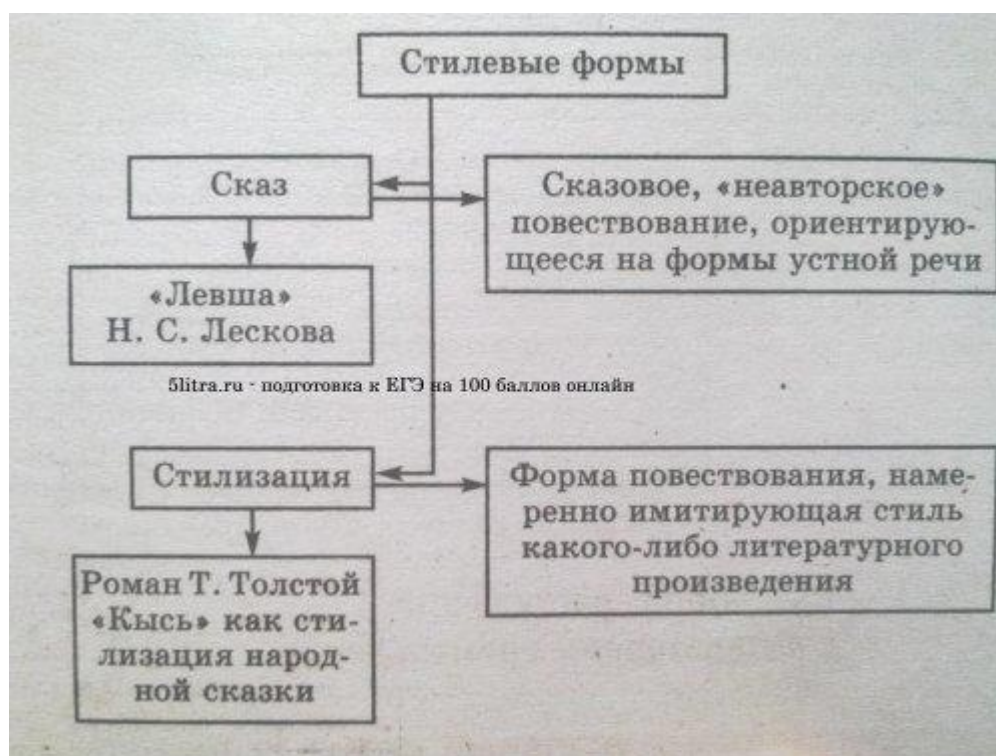 Стилевые формы
Сказ
Сказовое, «неавторское»
повествование, ориентирую-
щееся на формы устной речи
«Левша»
Н. С. Лескова
5litra.ru - подготовка к ЕГЭ на 100 баллов онлайн
Стилизация
Форма повествования, наме-
ренно имитирующая стиль
какого-либо литературного
произведения
Роман Т. Толстой
«Кысь» как сти-
лизация народ-
ной сказки